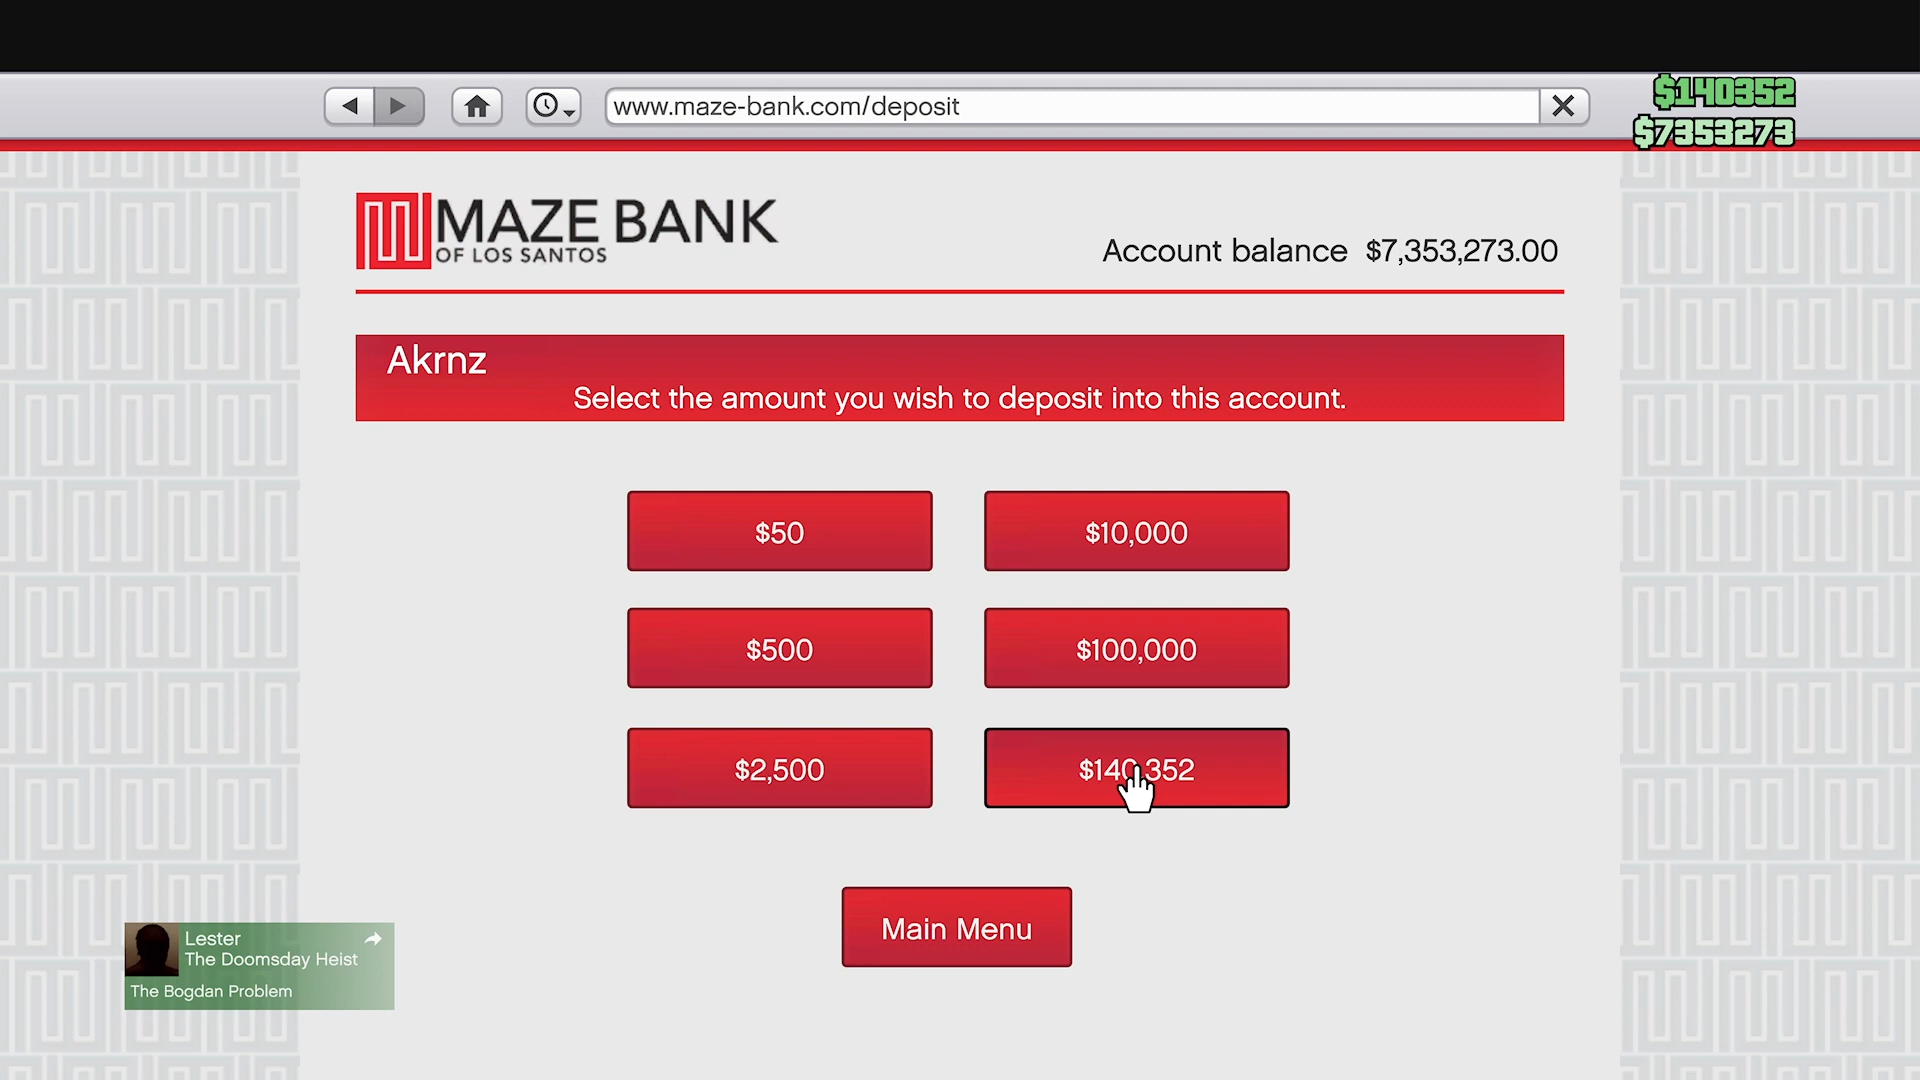 www.maze-bank.com/deposit
$140352
$7353273
MAZE BANK
OF LOS SANTOS
Account balance $7,353,273.00
Akrnz
Select the amount you wish to deposit into this account.
$50
$10,000
$500
$100,000
$2,500
$140,352
Main Menu
Lester
The Doomsday Heist
The Bogdan Problem